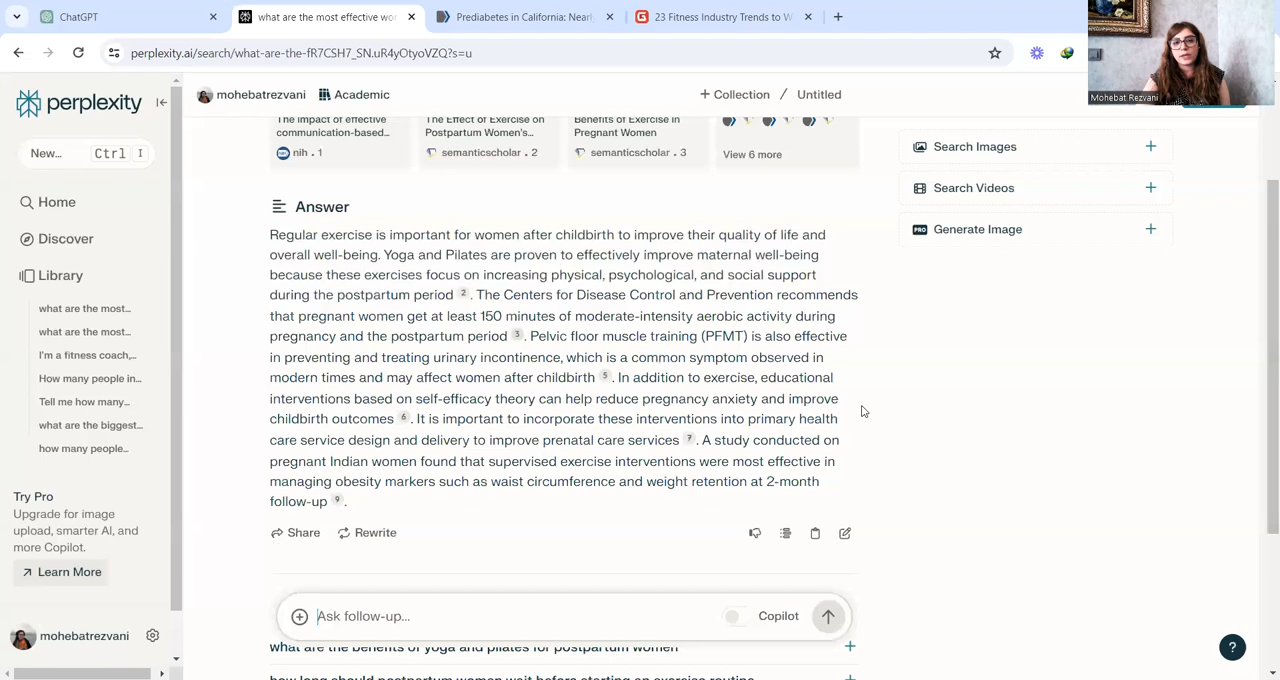 ChatGPT
what are the most effective wo
Prediabetes in California: Nearl
23 Fitness Industry Trends to W
perplexity.ai/search/what-are-the-fR7CSH7_SN.uR4yU0tyoVZQ?s=u
Mohebat Rezvani
perplexity
New...
Ctrl
I
Home
Discover
Library
what are the most...
what are the most...
I'm a fitness coach,...
How many people in...
Tell me how many...
what are the biggest...
how many people...
Try Pro
Upgrade for image
upload, smarter AI, and
more Copilot.
Learn More
mohebatrezvani
mohebatrezvani
Academic
Collection / Untitled
The impact of effective
communication-based...
nih . 1
The Effect of Exercise on
Postpartum Women's...
semanticscholar . 2
Benefits of Exercise in
Pregnant Women
semanticscholar . 3
View 6 more
Answer
Regular exercise is important for women after childbirth to improve their quality of life and
overall well-being. Yoga and Pilates are proven to effectively improve maternal well-being
because these exercises focus on increasing physical, psychological, and social support
during the postpartum period 2 . The Centers for Disease Control and Prevention recommends
that pregnant women get at least 150 minutes of moderate-intensity aerobic activity during
pregnancy and the postpartum period 3 . Pelvic floor muscle training (PFMT) is also effective
in preventing and treating urinary incontinence, which is a common symptom observed in
modern times and may affect women after childbirth 5 . In addition to exercise, educational
interventions based on self-efficacy theory can help reduce pregnancy anxiety and improve
childbirth outcomes 6 . It is important to incorporate these interventions into primary health
care service design and delivery to improve prenatal care services 7 . A study conducted on
pregnant Indian women found that supervised exercise interventions were most effective in
managing obesity markers such as waist circumference and weight retention at 2-month
follow-up 9 .
Share
Rewrite
Ask follow-up...
Copilot
what are the benefits of yoga and pilates for postpartum women
how long should postpartum women wait before starting an exercise routine
Search Images
Search Videos
PRO
Generate Image
?